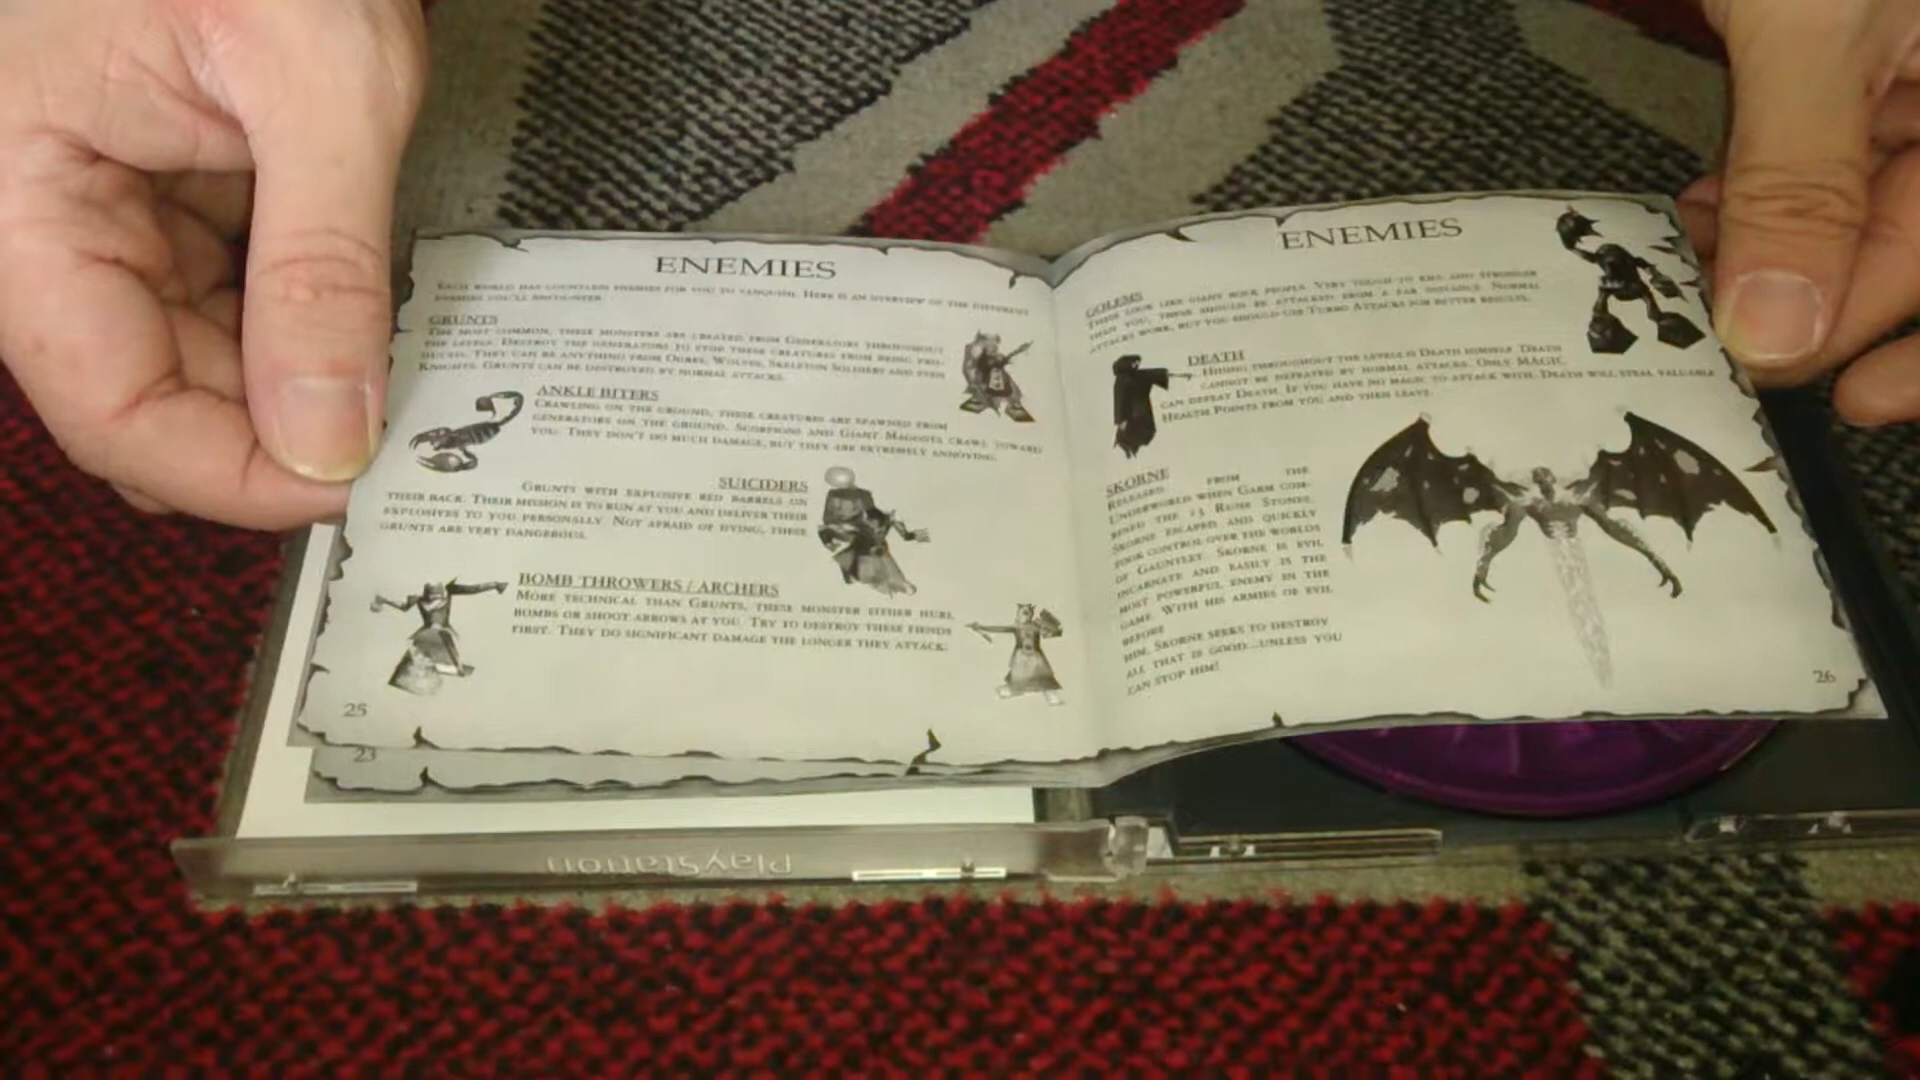 ENEMIES
EACH WORLD HAS COUNTLESS ENEMIES FOR YOU TO VANQUISH. HERE IS AN OVERVIEW OF THE DIFFERENT
ENEMIES YOU'LL ENCOUNTER.
GRUNTS
THE MOST COMMON, THESE MONSTERS ARE CREATED FROM GENERATORS THROUGHOUT
THE LEVELS. DESTROY THE GENERATORS TO STOP THESE CREATURES FROM BEING PRO-
DUCED. THEY CAN BE ANYTHING FROM OGRES, WOLVES, SKELETON SOLDIERS AND EVEN
KNIGHTS. GRUNTS CAN BE DESTROYED BY NORMAL ATTACKS.
ANKLE BITERS
CRAWLING ON THE GROUND, THESE CREATURES ARE SPAWNED FROM
GENERATORS ON THE GROUND. SCORPIONS AND GIANT MAGGOTS CRAWL TOWARD
YOU. THEY DON'T DO MUCH DAMAGE, BUT THEY ARE EXTREMELY ANNOYING.
SUICIDERS
GRUNTS WITH EXPLOSIVE RED BARRELS ON
THEIR BACK. THEIR MISSION IS TO RUN AT YOU AND DELIVER THEIR
EXPLOSIVES TO YOU PERSONALLY. NOT AFRAID OF DYING, THESE
GRUNTS ARE VERY DANGEROUS.
BOMB THROWERS / ARCHERS
MORE TECHNICAL THAN GRUNTS, THESE MONSTER EITHER HURL
BOMBS OR SHOOT ARROWS AT YOU. TRY TO DESTROY THESE FIENDS
FIRST. THEY DO SIGNIFICANT DAMAGE THE LONGER THEY ATTACK.
25
23
ENEMIES
GOLEMS
THESE LOOK LIKE GIANT ROCK PEOPLE. VERY TOUGH TO KILL AND STRONGER
THAN YOU, THESE SHOULD BE ATTACKED FROM A FAR DISTANCE. NORMAL
ATTACKS WORK, BUT YOU SHOULD USE TURBO ATTACKS FOR BETTER RESULTS.
DEATH
HIDING THROUGHOUT THE LEVELS IS DEATH HIMSELF. DEATH
CANNOT BE DEFEATED BY NORMAL ATTACKS. ONLY MAGIC
CAN DEFEAT DEATH. IF YOU HAVE NO MAGIC TO ATTACK WITH, DEATH WILL STEAL VALUABLE
HEALTH POINTS FROM YOU AND THEN LEAVE.
SKORNE
RELEASED FROM THE
UNDERWORLD WHEN GARM COM-
BINED THE 13 RUNE STONES,
SKORNE ESCAPED AND QUICKLY
TOOK CONTROL OVER THE WORLDS
OF GAUNTLET. SKORNE IS EVIL
INCARNATE AND EASILY IS THE
MOST POWERFUL ENEMY IN THE
GAME. WITH HIS ARMIES OF EVIL
BEFORE
HIM, SKORNE SEEKS TO DESTROY
ALL THAT IS GOOD...UNLESS YOU
CAN STOP HIM!
26
PlayStation